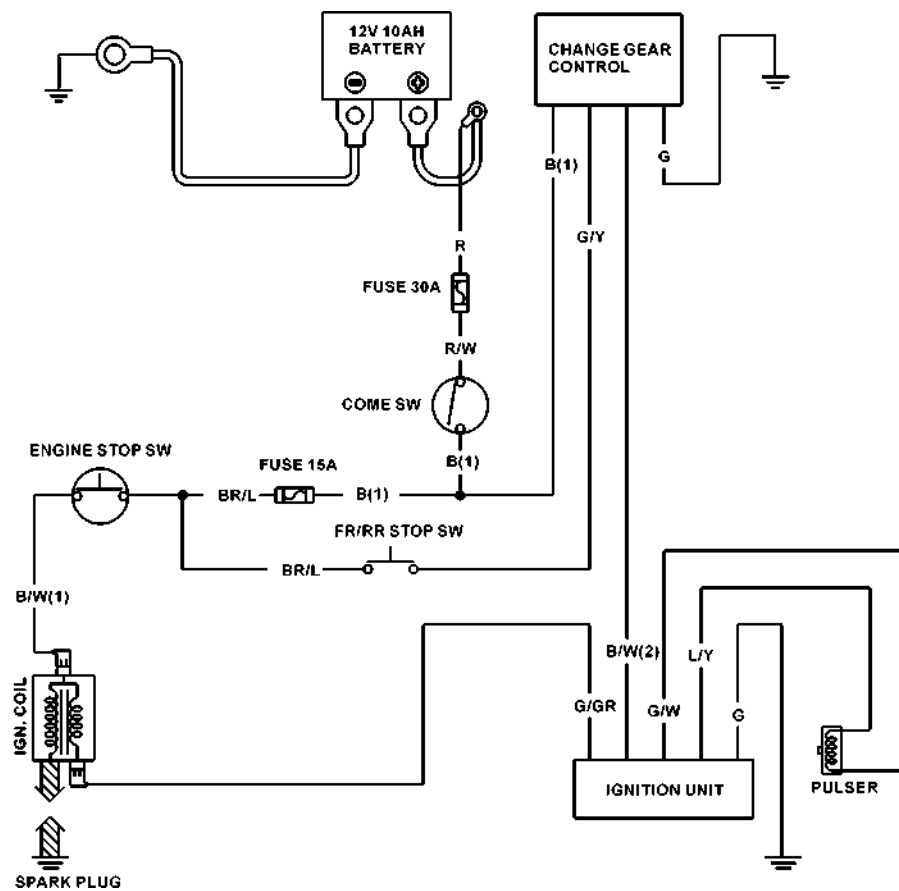 12V 10AH
BATTERY
CHANGE GEAR
CONTROL
B(1)
G
G/Y
R
FUSE 30A
R/W
COME SW
B(1)
ENGINE STOP SW
FUSE 15A
BR/L
B(1)
FR/RR STOP SW
BR/L
B/W(1)
B/W(2)
L/Y
G/GR
G/W
G
IGN. COIL
IGNITION UNIT
PULSER
SPARK PLUG